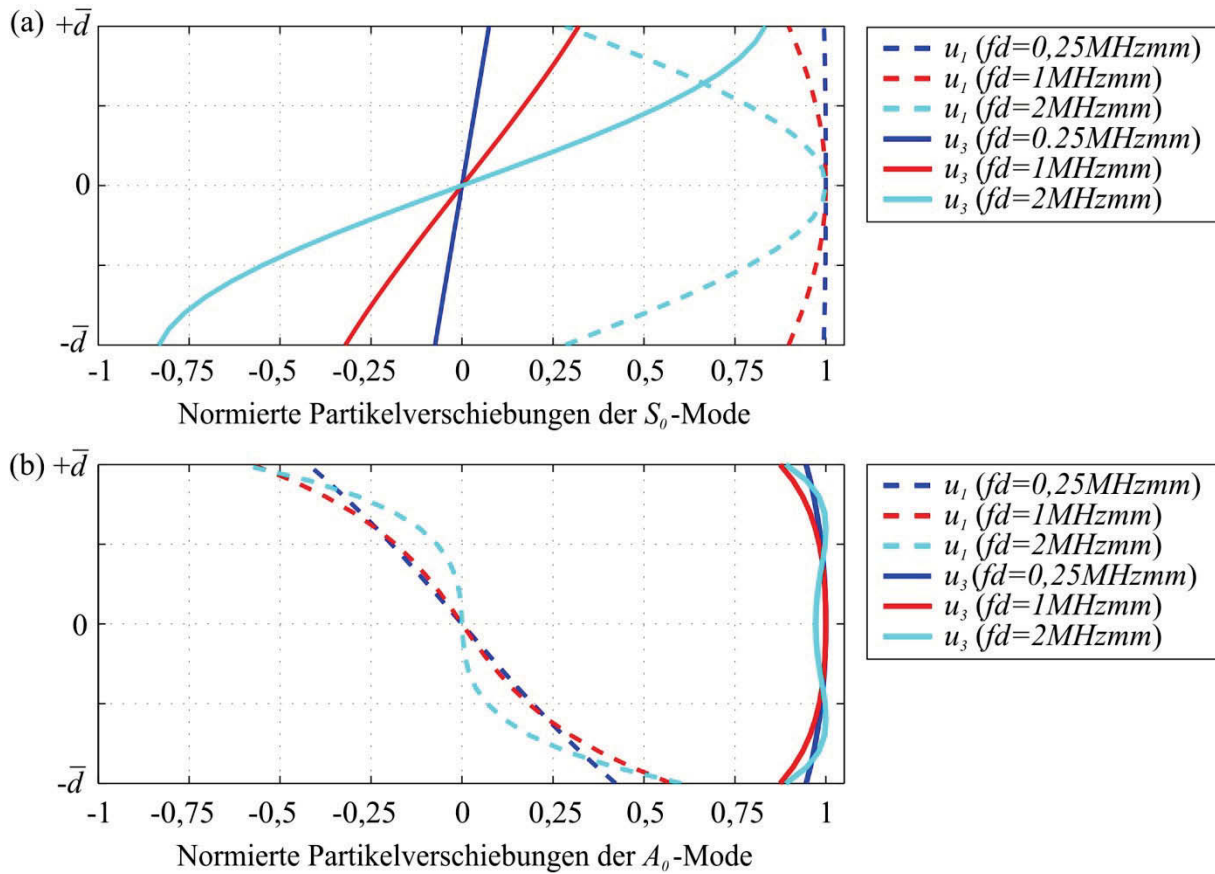 (a)
+d̅
0
-d̅
-1 -0,75 -0,5 -0,25 0 0,25 0,5 0,75 1
Normierte Partikelverschiebungen der S₀-Mode
u₁ (fd=0,25MHzmm)
u₁ (fd=1MHzmm)
u₁ (fd=2MHzmm)
u₃ (fd=0.25MHzmm)
u₃ (fd=1MHzmm)
u₃ (fd=2MHzmm)
(b)
+d̅
0
-d̅
-1 -0,75 -0,5 -0,25 0 0,25 0,5 0,75 1
Normierte Partikelverschiebungen der A₀-Mode
u₁ (fd=0,25MHzmm)
u₁ (fd=1MHzmm)
u₁ (fd=2MHzmm)
u₃ (fd=0,25MHzmm)
u₃ (fd=1MHzmm)
u₃ (fd=2MHzmm)